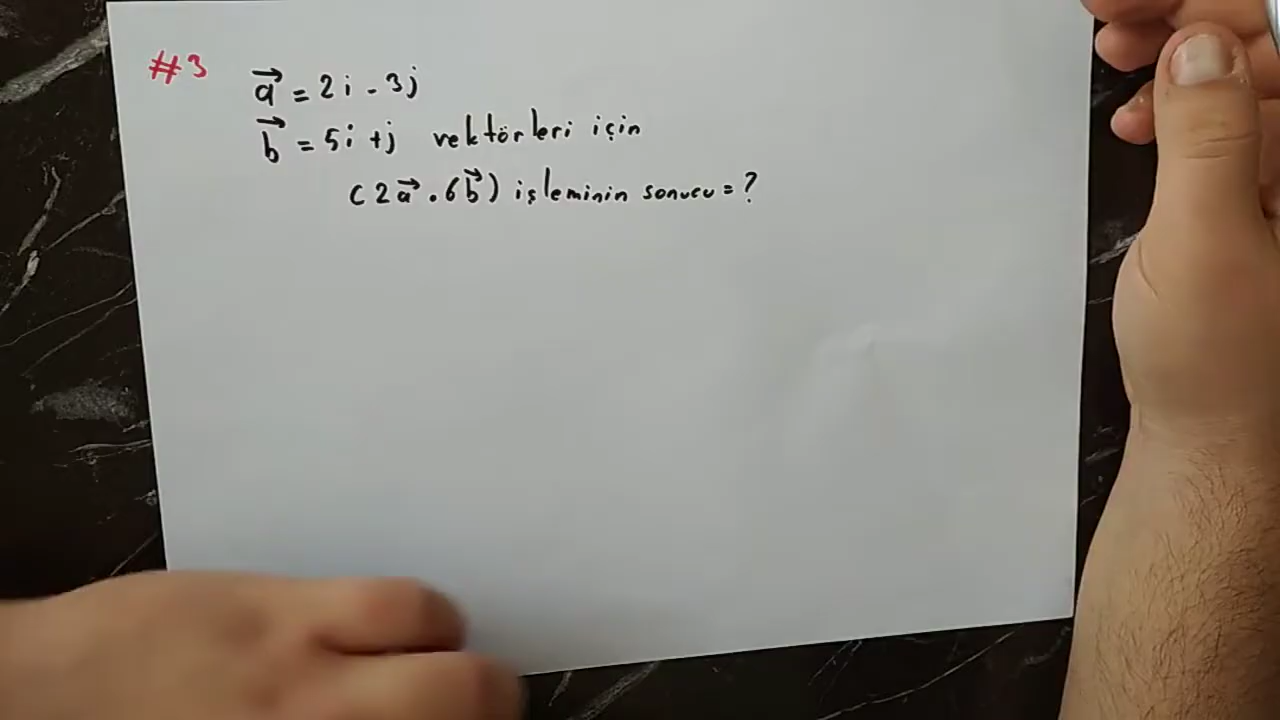 #3 a⃗ = 2i - 3j
b⃗ = 5i + j vektörleri için
(2a⃗ . 6b⃗) işleminin sonucu = ?